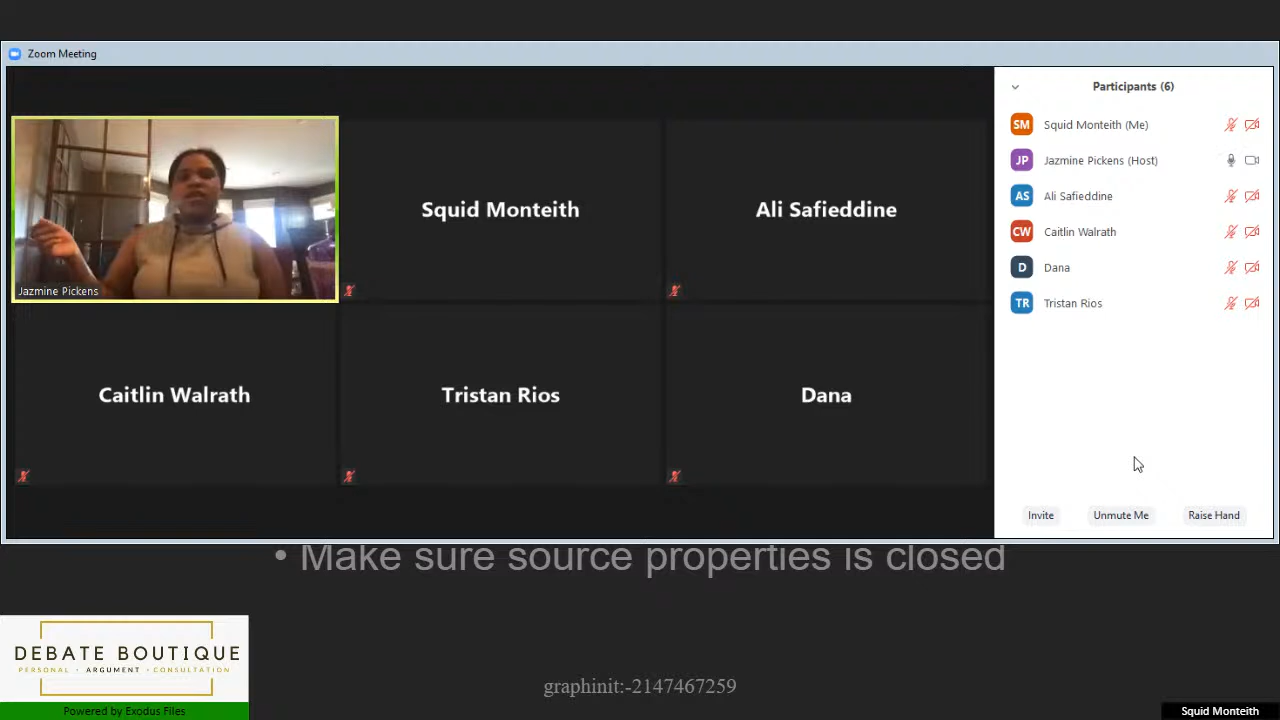 Zoom Meeting
Jazmine Pickens
Squid Monteith
Ali Safieddine
Caitlin Walrath
Tristan Rios
Dana
Participants (6)
SM Squid Monteith (Me)
JP Jazmine Pickens (Host)
AS Ali Safieddine
CW Caitlin Walrath
D Dana
TR Tristan Rios
Invite Unmute Me Raise Hand
• Make sure source properties is closed
DEBATE BOUTIQUE
PERSONAL · ARGUMENT · CONSULTATION
Powered by Exodus Files
graphinit:-2147467259
Squid Monteith